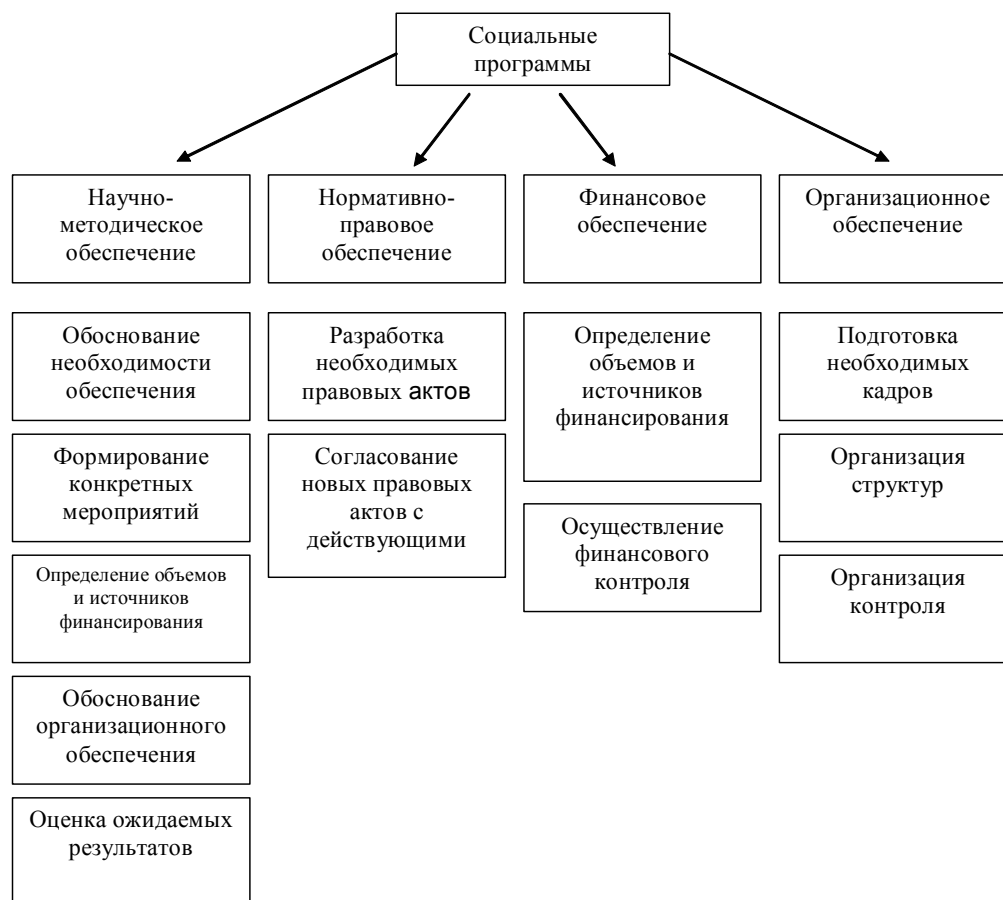 Социальные
программы
Научно-
методическое
обеспечение
Нормативно-
правовое
обеспечение
Финансовое
обеспечение
Организационное
обеспечение
Обоснование
необходимости
обеспечения
Формирование
конкретных
мероприятий
Определение объемов
и источников
финансирования
Обоснование
организационного
обеспечения
Оценка ожидаемых
результатов
Разработка
необходимых
правовых актов
Согласование
новых правовых
актов с
действующими
Определение
объемов и
источников
финансирования
Осуществление
финансового
контроля
Подготовка
необходимых
кадров
Организация
структур
Организация
контроля